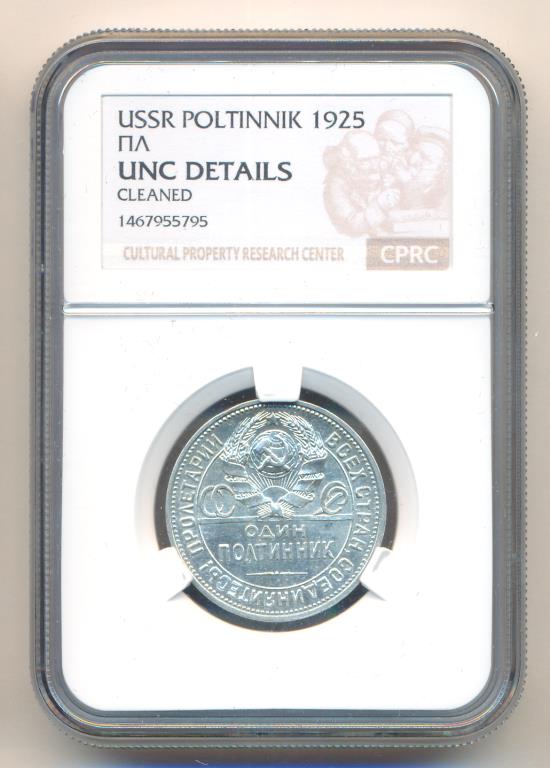 USSR POLTINNIK 1925
ПЛ
UNC DETAILS
CLEANED
1467955795
CULTURAL PROPERTY RESEARCH CENTER
CPRC
ПРОЛЕТАРИИ ВСЕХ СТРАН, СОЕДИНЯЙТЕСЬ!
ОДИН
ПОЛТИННИК